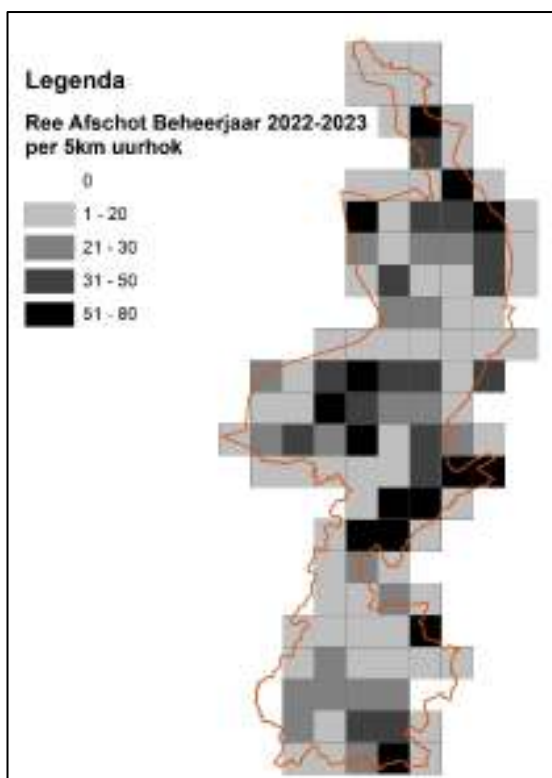 Legenda
Ree Afschot Beheerjaar 2022-2023
per 5km uurhok
0
1 - 20
21 - 30
31 - 50
51 - 80